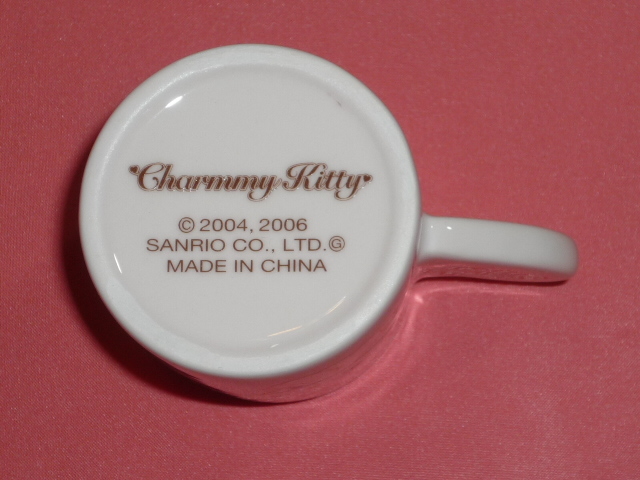 Charmmy Kitty
© 2004, 2006
SANRIO CO., LTD.Ⓖ
MADE IN CHINA